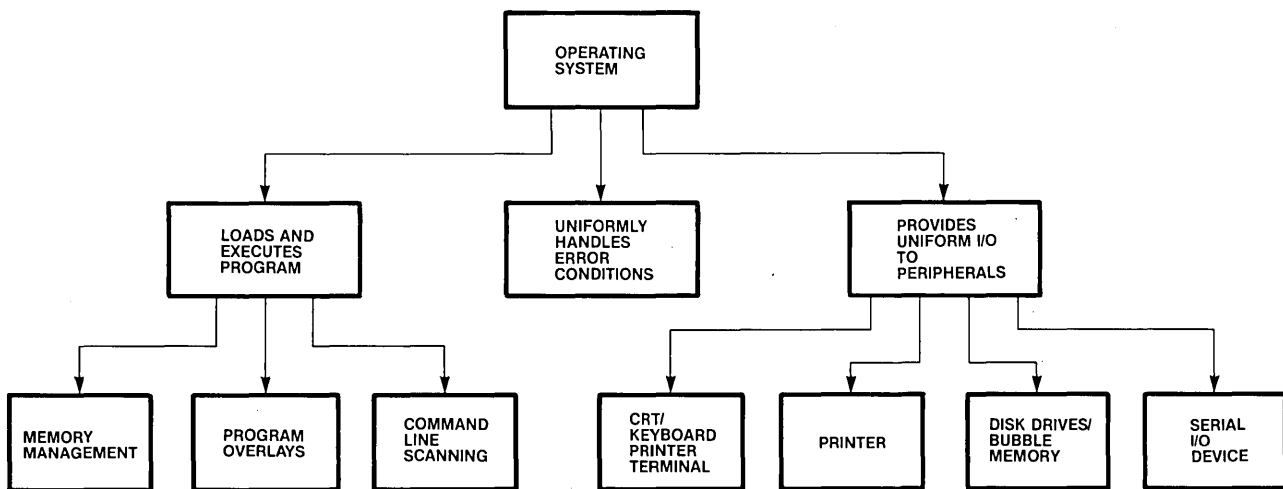 OPERATING
SYSTEM
LOADS AND
EXECUTES
PROGRAM
UNIFORMLY
HANDLES
ERROR
CONDITIONS
PROVIDES
UNIFORM I/O
TO
PERIPHERALS
MEMORY
MANAGEMENT
PROGRAM
OVERLAYS
COMMAND
LINE
SCANNING
CRT/
KEYBOARD
PRINTER
TERMINAL
PRINTER
DISK DRIVES/
BUBBLE
MEMORY
SERIAL
I/O
DEVICE